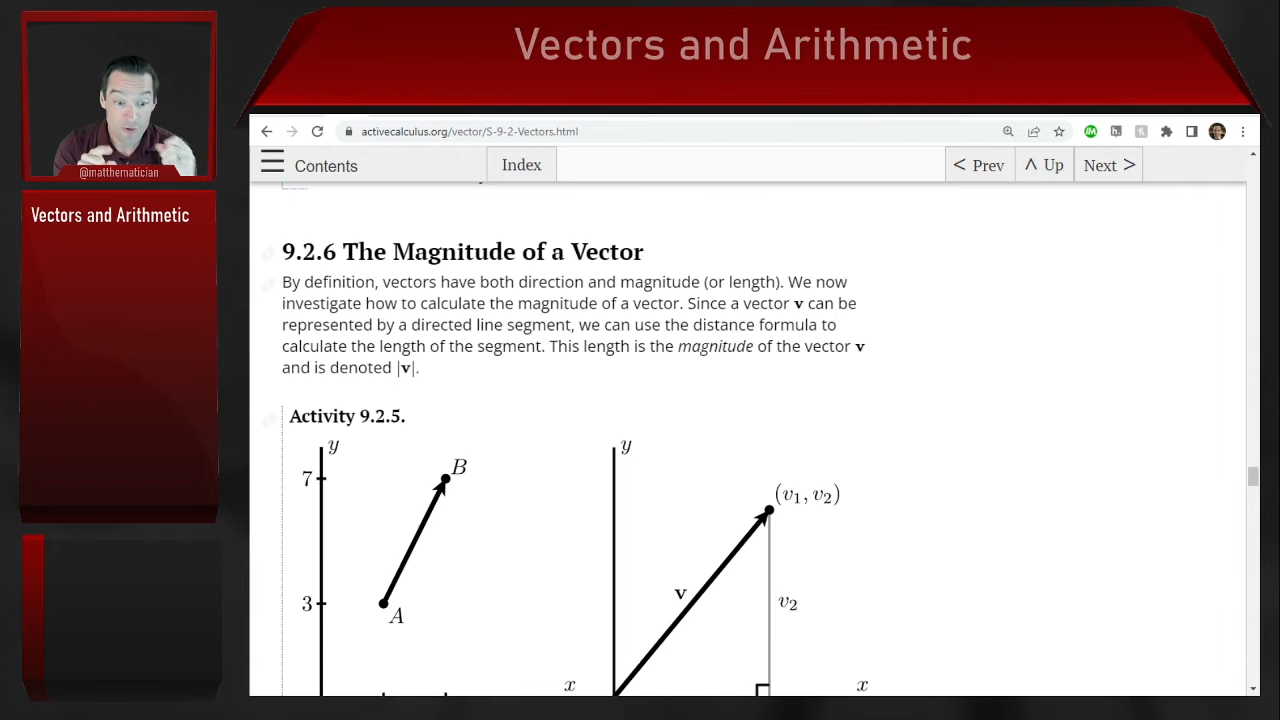 Vectors and Arithmetic
@matthematician
Vectors and Arithmetic
activecalculus.org/vector/S-9-2-Vectors.html
Contents
Index
< Prev
∧ Up
Next >
9.2.6 The Magnitude of a Vector
By definition, vectors have both direction and magnitude (or length). We now
investigate how to calculate the magnitude of a vector. Since a vector v can be
represented by a directed line segment, we can use the distance formula to
calculate the length of the segment. This length is the magnitude of the vector v
and is denoted |v|.
Activity 9.2.5.
y
7
B
3
A
x
y
(v₁, v₂)
v
v₂
x